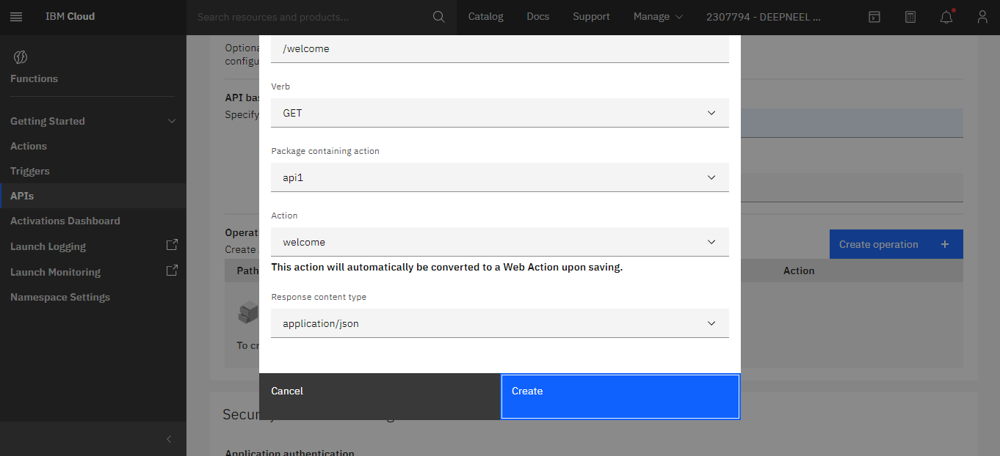 IBM Cloud
Search resources and products...
Catalog
Docs
Support
Manage
2307794 - DEEPNEEL ...
Functions
Getting Started
Actions
Triggers
APIs
Activations Dashboard
Launch Logging
Launch Monitoring
Namespace Settings
Optiona
configu
API bas
Specify
Operat
Create
Path
To cr
/welcome
Verb
GET
Package containing action
api1
Action
welcome
This action will automatically be converted to a Web Action upon saving.
Response content type
application/json
Cancel
Create
Create operation +
Action
Secur
Application authentication